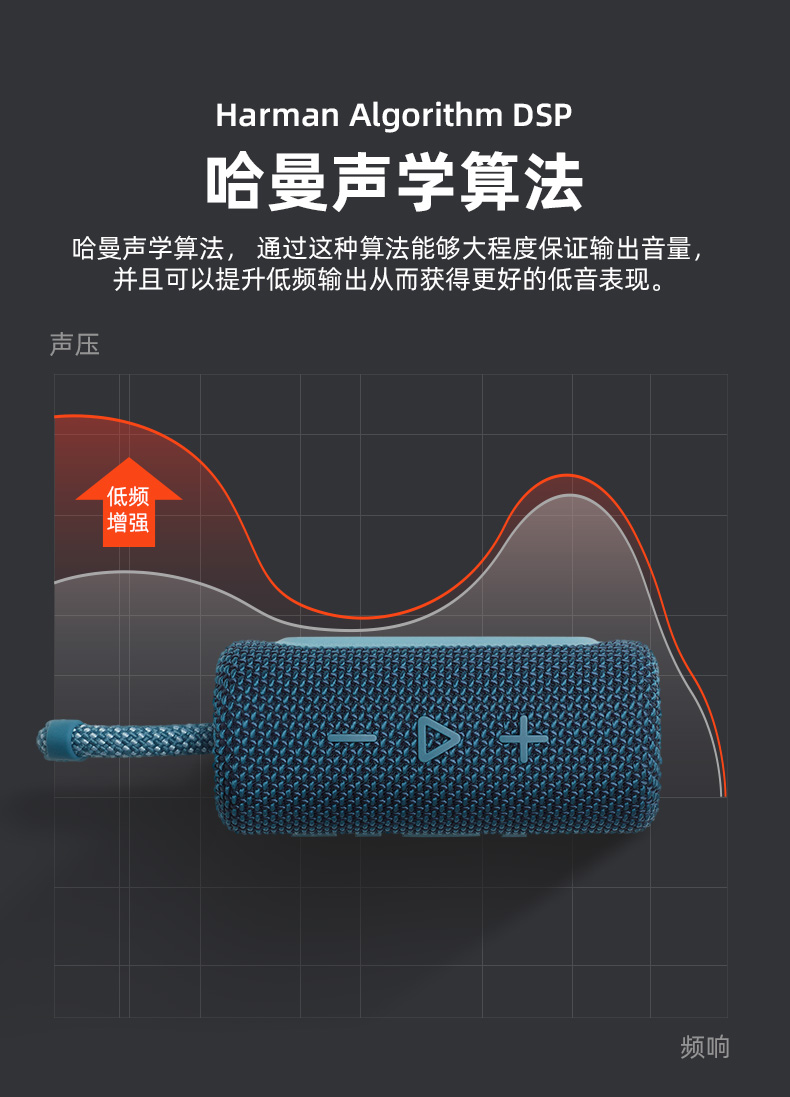 Harman Algorithm DSP
哈曼声学算法
哈曼声学算法， 通过这种算法能够大程度保证输出音量，
并且可以提升低频输出从而获得更好的低音表现。
声压
低频
增强
频响